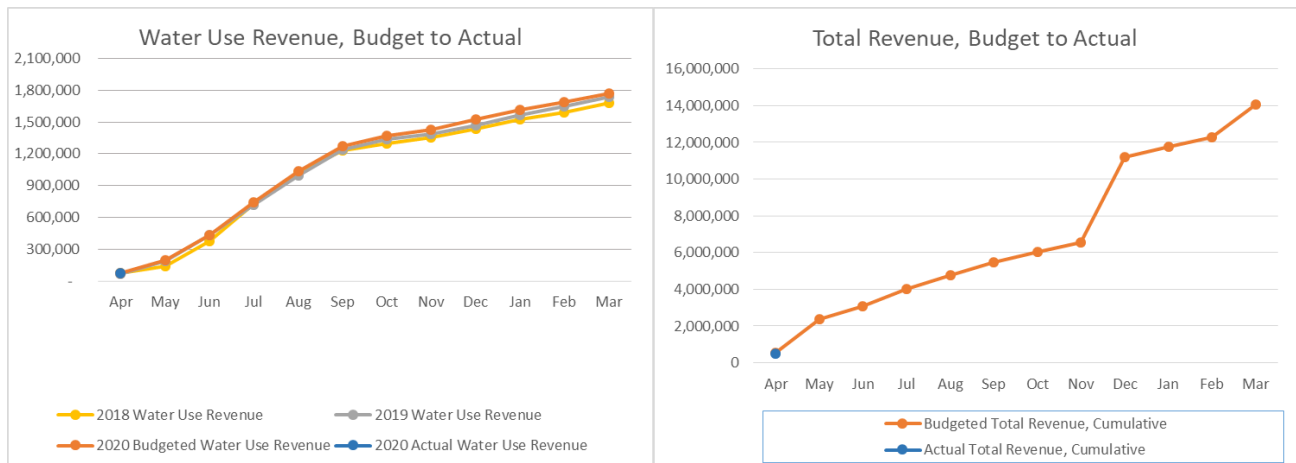 Water Use Revenue, Budget to Actual
2,100,000
1,800,000
1,500,000
1,200,000
900,000
600,000
300,000
-
Apr May Jun Jul Aug Sep Oct Nov Dec Jan Feb Mar
2018 Water Use Revenue 2019 Water Use Revenue
2020 Budgeted Water Use Revenue 2020 Actual Water Use Revenue
Total Revenue, Budget to Actual
16,000,000
14,000,000
12,000,000
10,000,000
8,000,000
6,000,000
4,000,000
2,000,000
0
Apr May Jun Jul Aug Sep Oct Nov Dec Jan Feb Mar
Budgeted Total Revenue, Cumulative
Actual Total Revenue, Cumulative